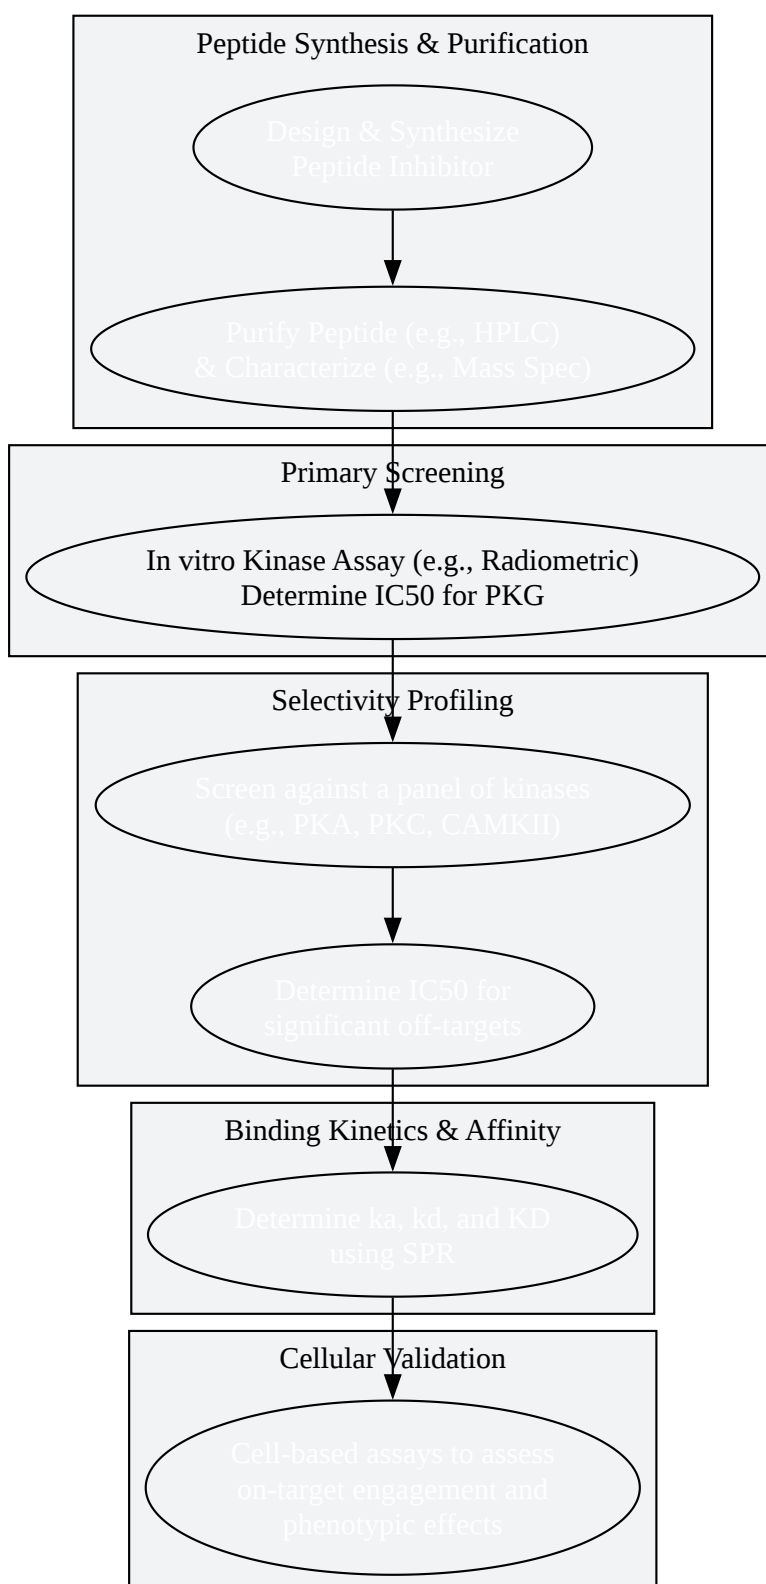 Peptide Synthesis & Purification
Design & Synthesize
Peptide Inhibitor
Purify Peptide (e.g., HPLC)
& Characterize (e.g., Mass Spec)
Primary Screening
In vitro Kinase Assay (e.g., Radiometric)
Determine IC50 for PKG
Selectivity Profiling
Screen against a panel of kinases
(e.g., PKA, PKC, CAMKII)
Determine IC50 for
significant off-targets
Binding Kinetics & Affinity
Determine ka, kd, and KD
using SPR
Cellular Validation
Cell-based assays to assess
on-target engagement and
phenotypic effects